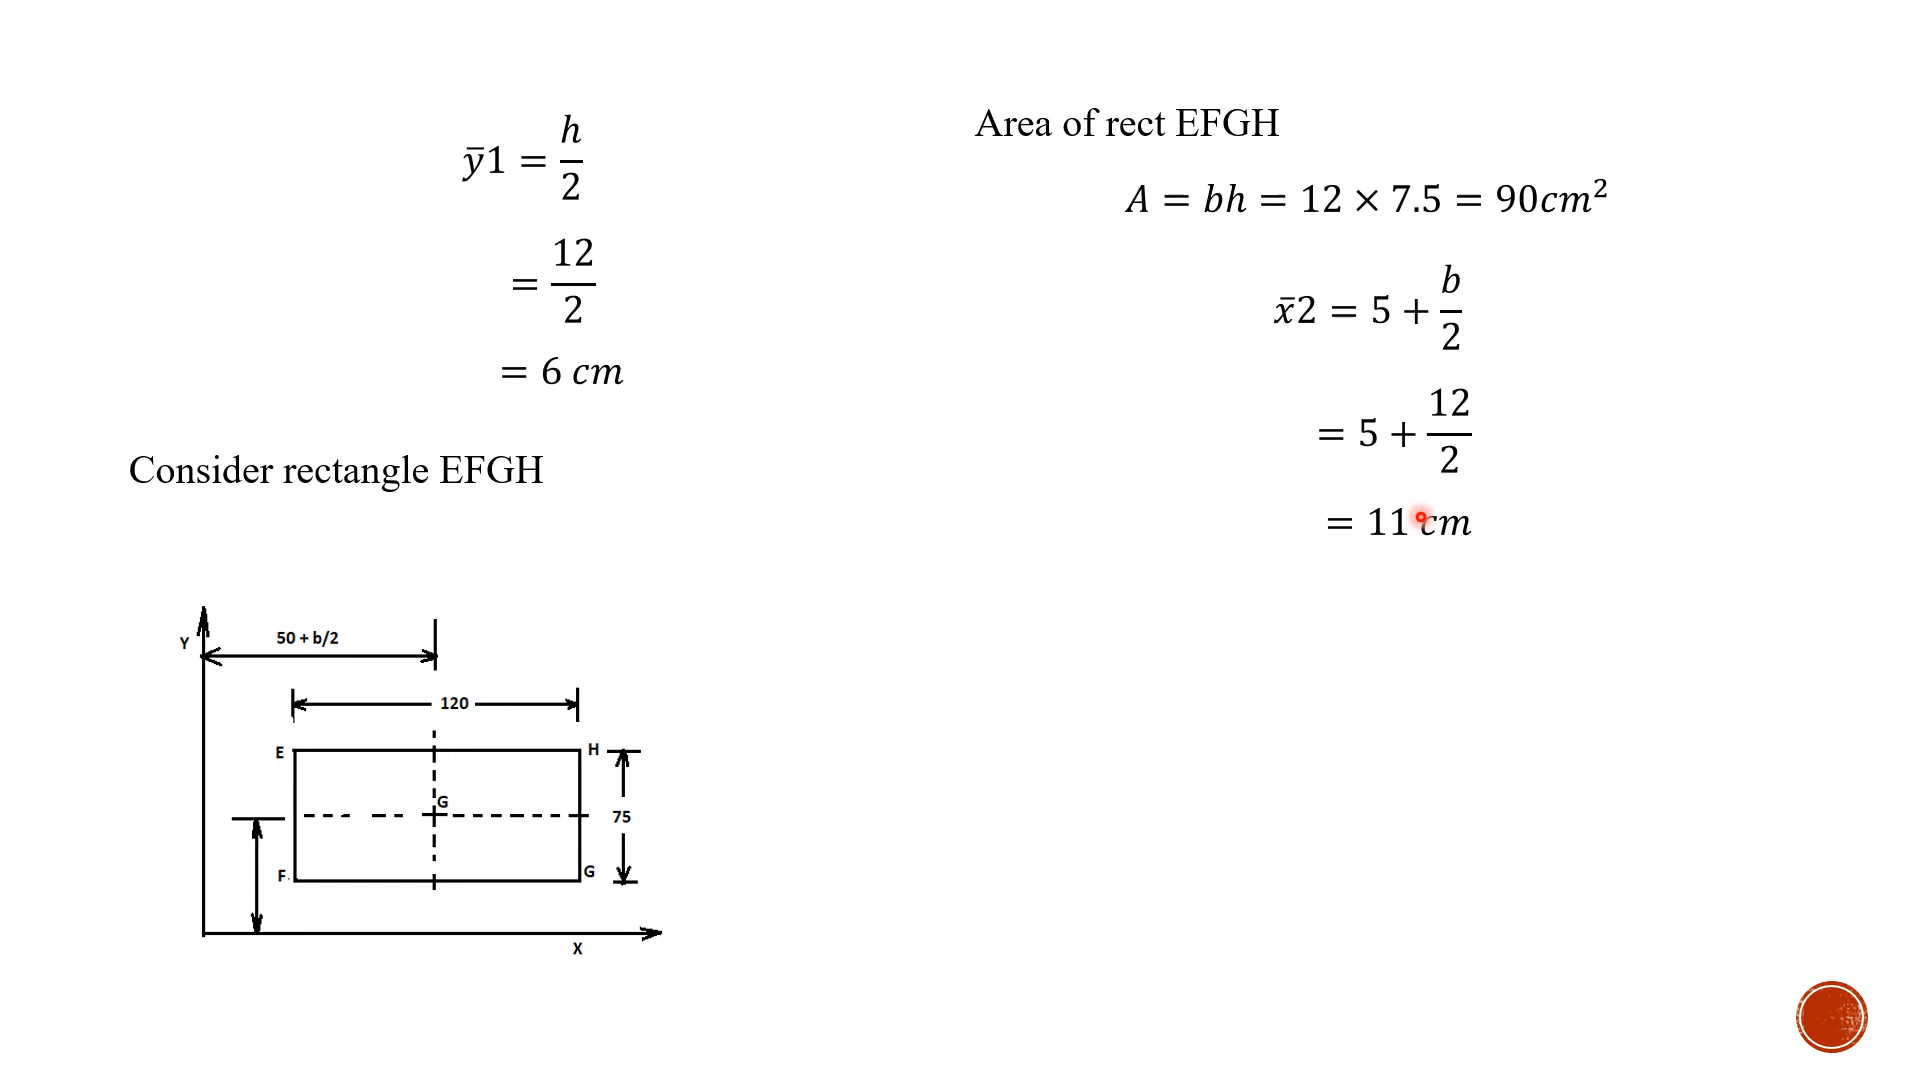 ȳ1 = h/2
= 12/2
= 6 cm
Consider rectangle EFGH
Y
50 + b/2
120
E
H
G
75
F
G
X
Area of rect EFGH
A = bh = 12 × 7.5 = 90cm²
x̄2 = 5 + b/2
= 5 + 12/2
= 11 cm